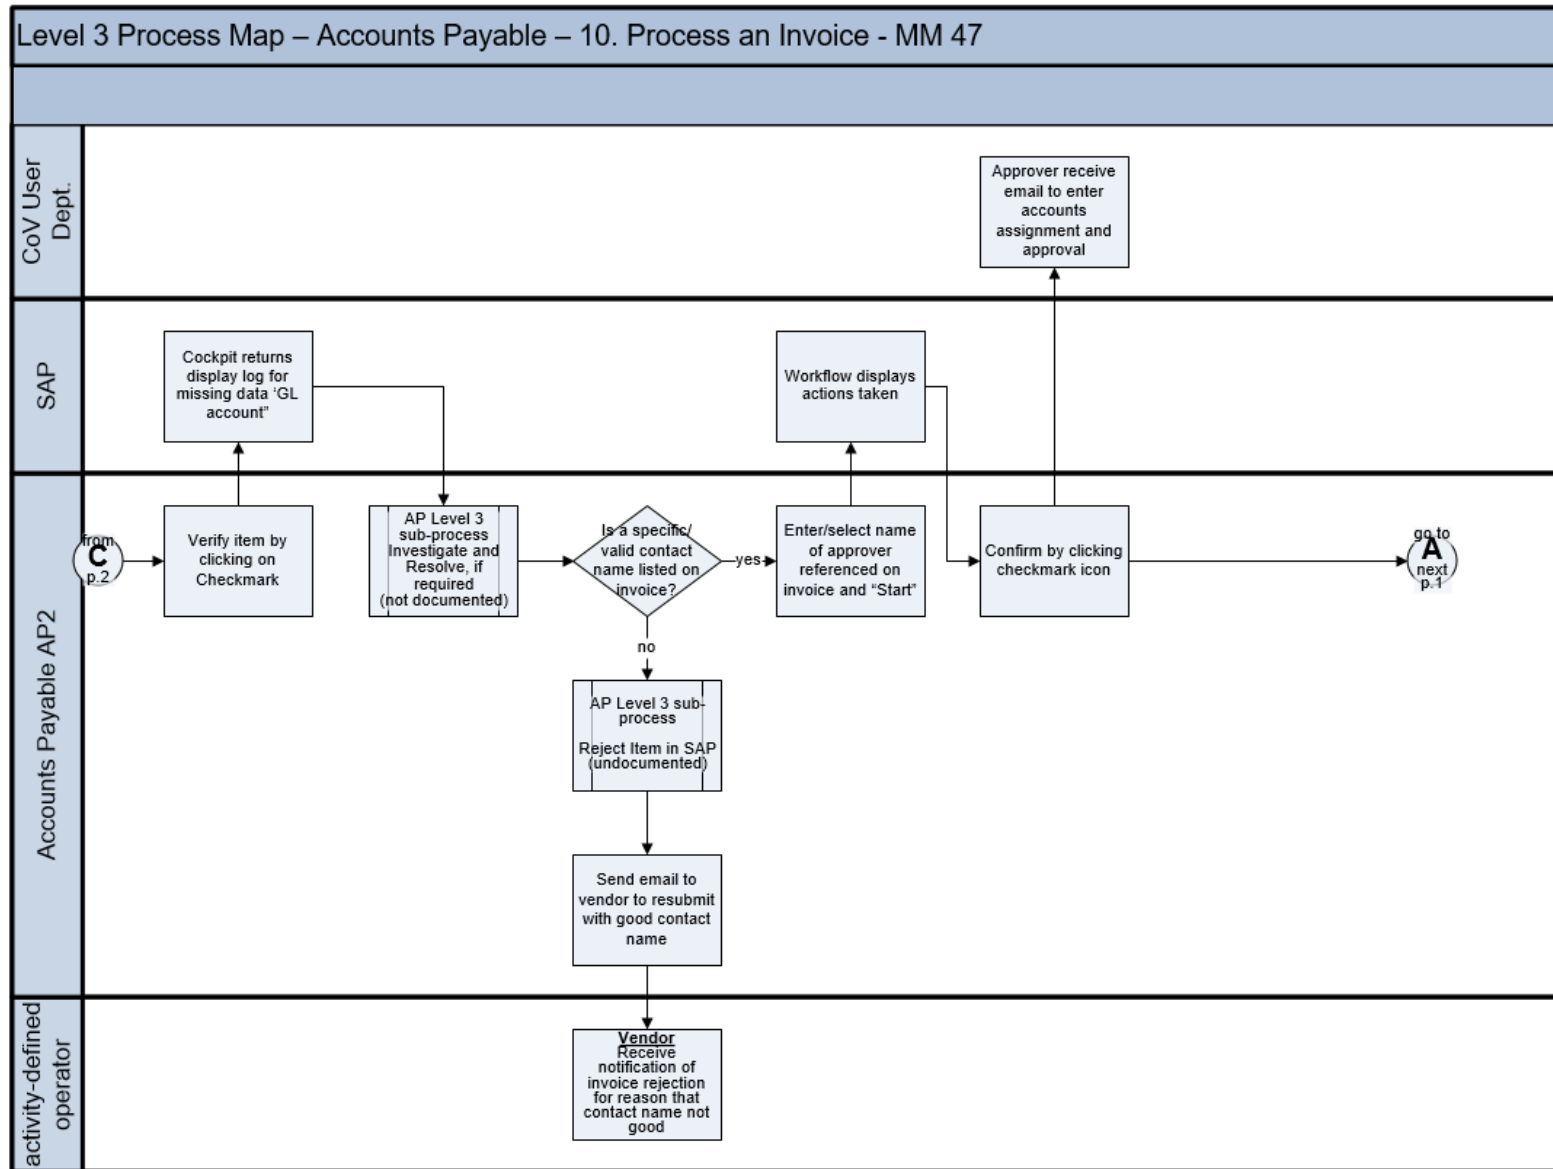 Level 3 Process Map – Accounts Payable – 10. Process an Invoice - MM 47
CoV User
Dept.
Approver receive
email to enter
accounts
assignment and
approval
SAP
Cockpit returns
display log for
missing data ‘GL
account”
Workflow displays
actions taken
Accounts Payable AP2
from
C
p.2
Verify item by
clicking on
Checkmark
AP Level 3
sub-process
Investigate and
Resolve, if
required
(not documented)
Is a specific/
valid contact
name listed on
invoice?
yes
Enter/select name
of approver
referenced on
invoice and “Start”
Confirm by clicking
checkmark icon
go to
A
next
p.1
no
AP Level 3 sub-
process
Reject Item in SAP
(undocumented)
Send email to
vendor to resubmit
with good contact
name
activity-defined
operator
Vendor
Receive
notification of
invoice rejection
for reason that
contact name not
good